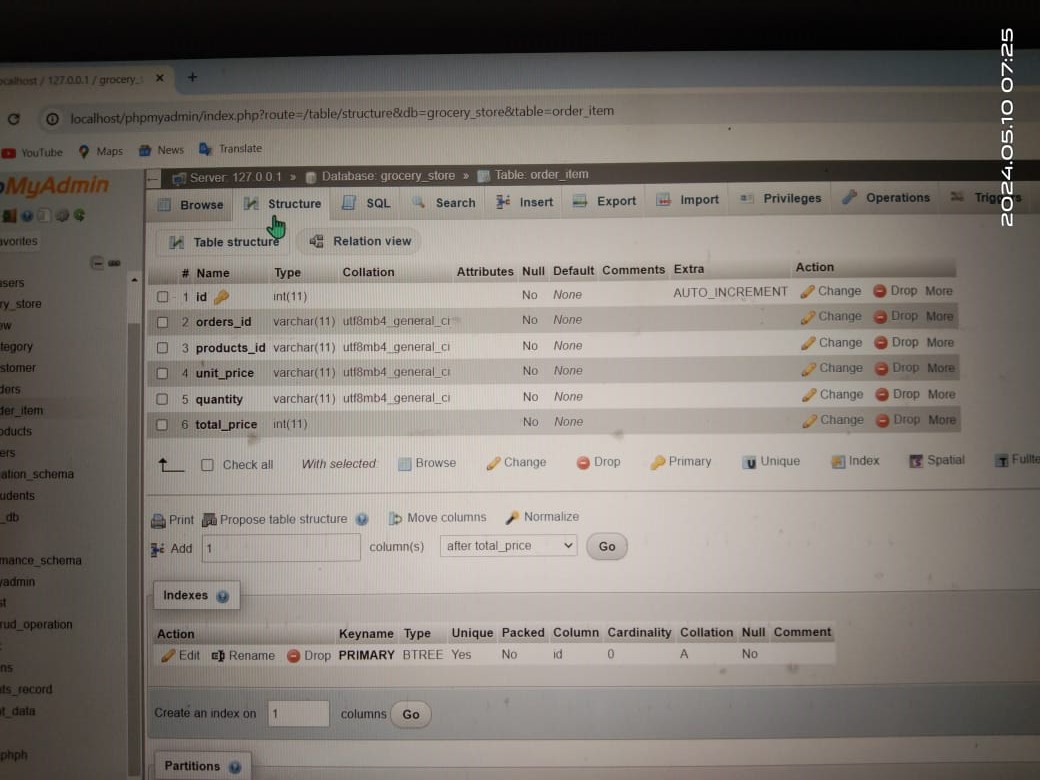 ocalhost / 127.0.0.1 / grocery_s
localhost/phpmyadmin/index.php?route=/table/structure&db=grocery_store&table=order_item
YouTube Maps News Translate
2024.05.10 07:25
MyAdmin
Server: 127.0.0.1 » Database: grocery_store » Table: order_item
Browse Structure SQL Search Insert Export Import Privileges Operations Trigg
avorites
Table structure Relation view
# Name Type Collation Attributes Null Default Comments Extra Action
1 id int(11) No None AUTO_INCREMENT Change Drop More
2 orders_id varchar(11) utf8mb4_general_ci No None Change Drop More
3 products_id varchar(11) utf8mb4_general_ci No None Change Drop More
4 unit_price varchar(11) utf8mb4_general_ci No None Change Drop More
5 quantity varchar(11) utf8mb4_general_ci No None Change Drop More
6 total_price int(11) No None Change Drop More
Check all With selected: Browse Change Drop Primary Unique Index Spatial Fullte
Print Propose table structure Move columns Normalize
Add 1 column(s) after total_price Go
Indexes
Action Keyname Type Unique Packed Column Cardinality Collation Null Comment
Edit Rename Drop PRIMARY BTREE Yes No id 0 A No
Create an index on 1 columns Go
Partitions
sers
ry_store
ew
tegory
stomer
ders
der_item
oducts
ers
ation_schema
udents
_db
mance_schema
yadmin
st
rud_operation
ns
ts_record
t_data
phph